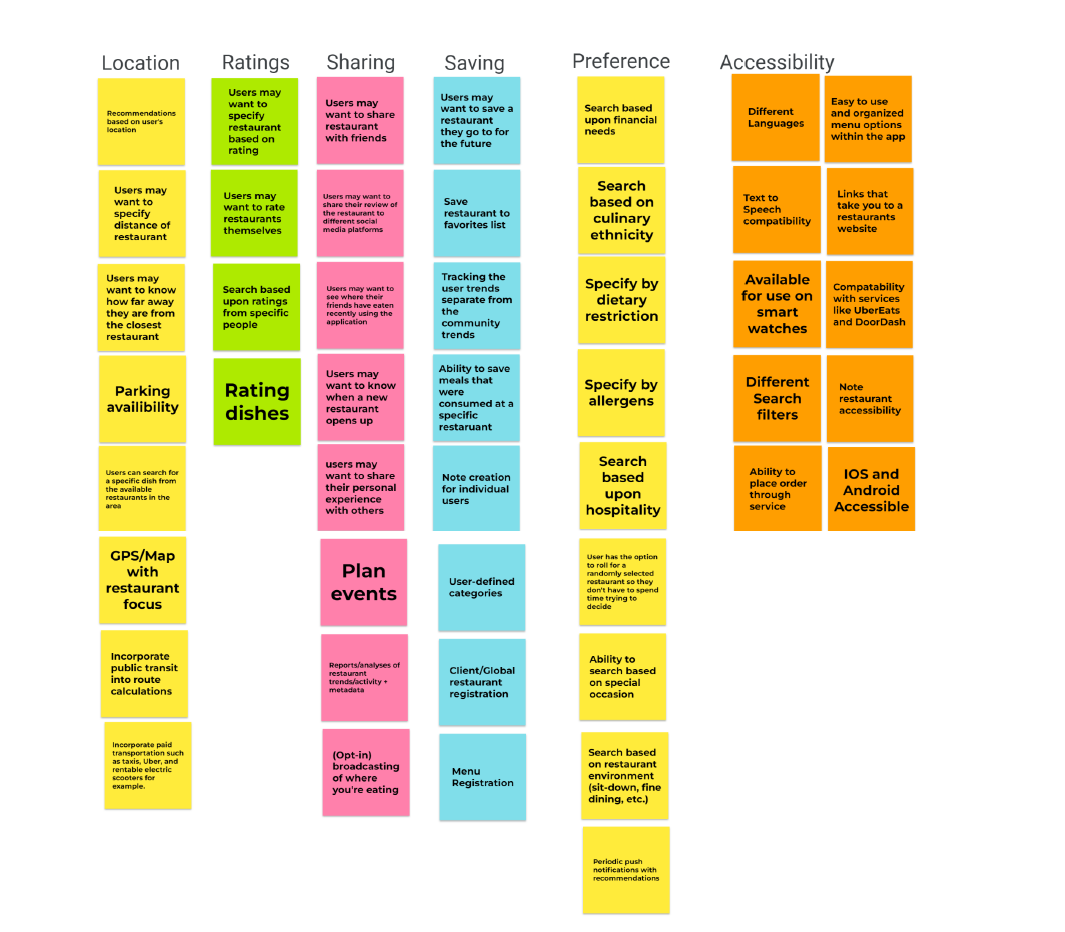 Location
Ratings
Sharing
Saving
Preference
Accessibility
Recommendations
based on user's
location
Users may
want to
specify
distance of
restaurant
Users may
want to know
how far away
they are from
the closest
restaurant
Parking
availibility
Users can search for
a specific dish from
the available
restaurants in the
area
GPS/Map
with
restaurant
focus
Incorporate
public transit
into route
calculations
Incorporate paid
transportation such
as taxis, Uber, and
rentable electric
scooters for
example.
Users may
want to
specify
restaurant
based on
rating
Users may
want to rate
restaurants
themselves
Search based
upon ratings
from specific
people
Rating
dishes
Users may
want to share
restaurant
with friends
Users may want to
share their review of
the restaurant to
different social
media platforms
Users may want to
see where their
friends have eaten
recently using the
application
Users may
want to know
when a new
restaurant
opens up
users may
want to share
their personal
experience
with others
Plan
events
Reports/analyses of
restaurant
trends/activity +
metadata
(Opt-in)
broadcasting
of where
you're eating
Users may
want to save a
restaurant
they go to for
the future
Save
restaurant to
favorites list
Tracking the
user trends
separate from
the
community
trends
Ability to save
meals that
were
consumed at a
specific
restaruant
Note creation
for individual
users
User-defined
categories
Client/Global
restaurant
registration
Menu
Registration
Search based
upon financial
needs
Search
based on
culinary
ethnicity
Specify by
dietary
restriction
Specify by
allergens
Search
based
upon
hospitality
User has the option
to roll for a
randomly selected
restaurant so they
don't have to spend
time trying to
decide
Ability to
search based
on special
occasion
Search based
on restaurant
environment
(sit-down, fine
dining, etc.)
Periodic push
notifications with
recommendations
Different
Languages
Easy to use
and organized
menu options
within the app
Text to
Speech
compatibility
Links that
take you to a
restaurants
website
Available
for use on
smart
watches
Compatability
with services
like UberEats
and DoorDash
Different
Search
filters
Note
restaurant
accessibility
Ability to
place order
through
service
IOS and
Android
Accessible